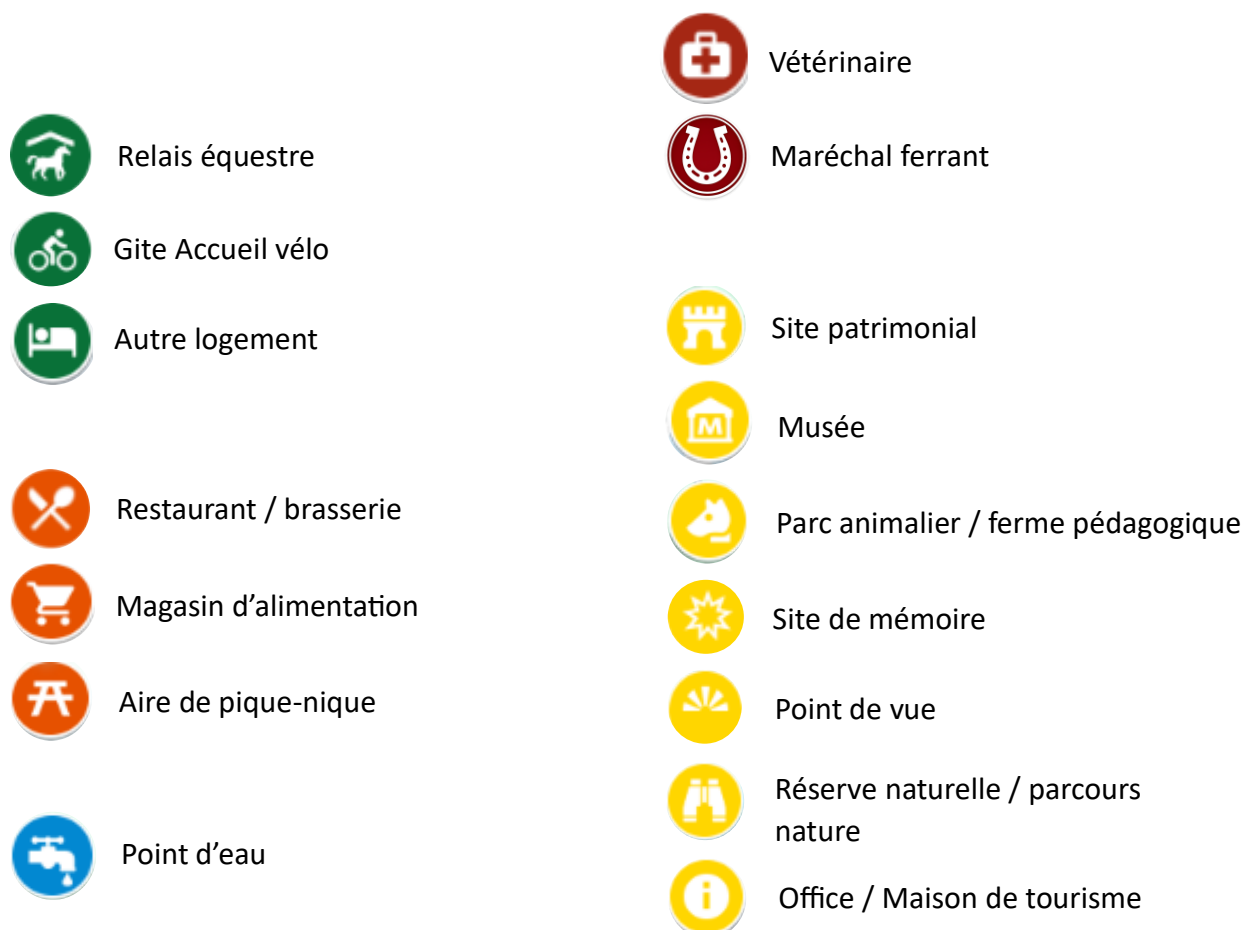 Relais équestre
Gite Accueil vélo
Autre logement
Restaurant / brasserie
Magasin d’alimentation
Aire de pique-nique
Point d’eau
Vétérinaire
Maréchal ferrant
Site patrimonial
M
Musée
Parc animalier / ferme pédagogique
Site de mémoire
Point de vue
Réserve naturelle / parcours
nature
i
Office / Maison de tourisme